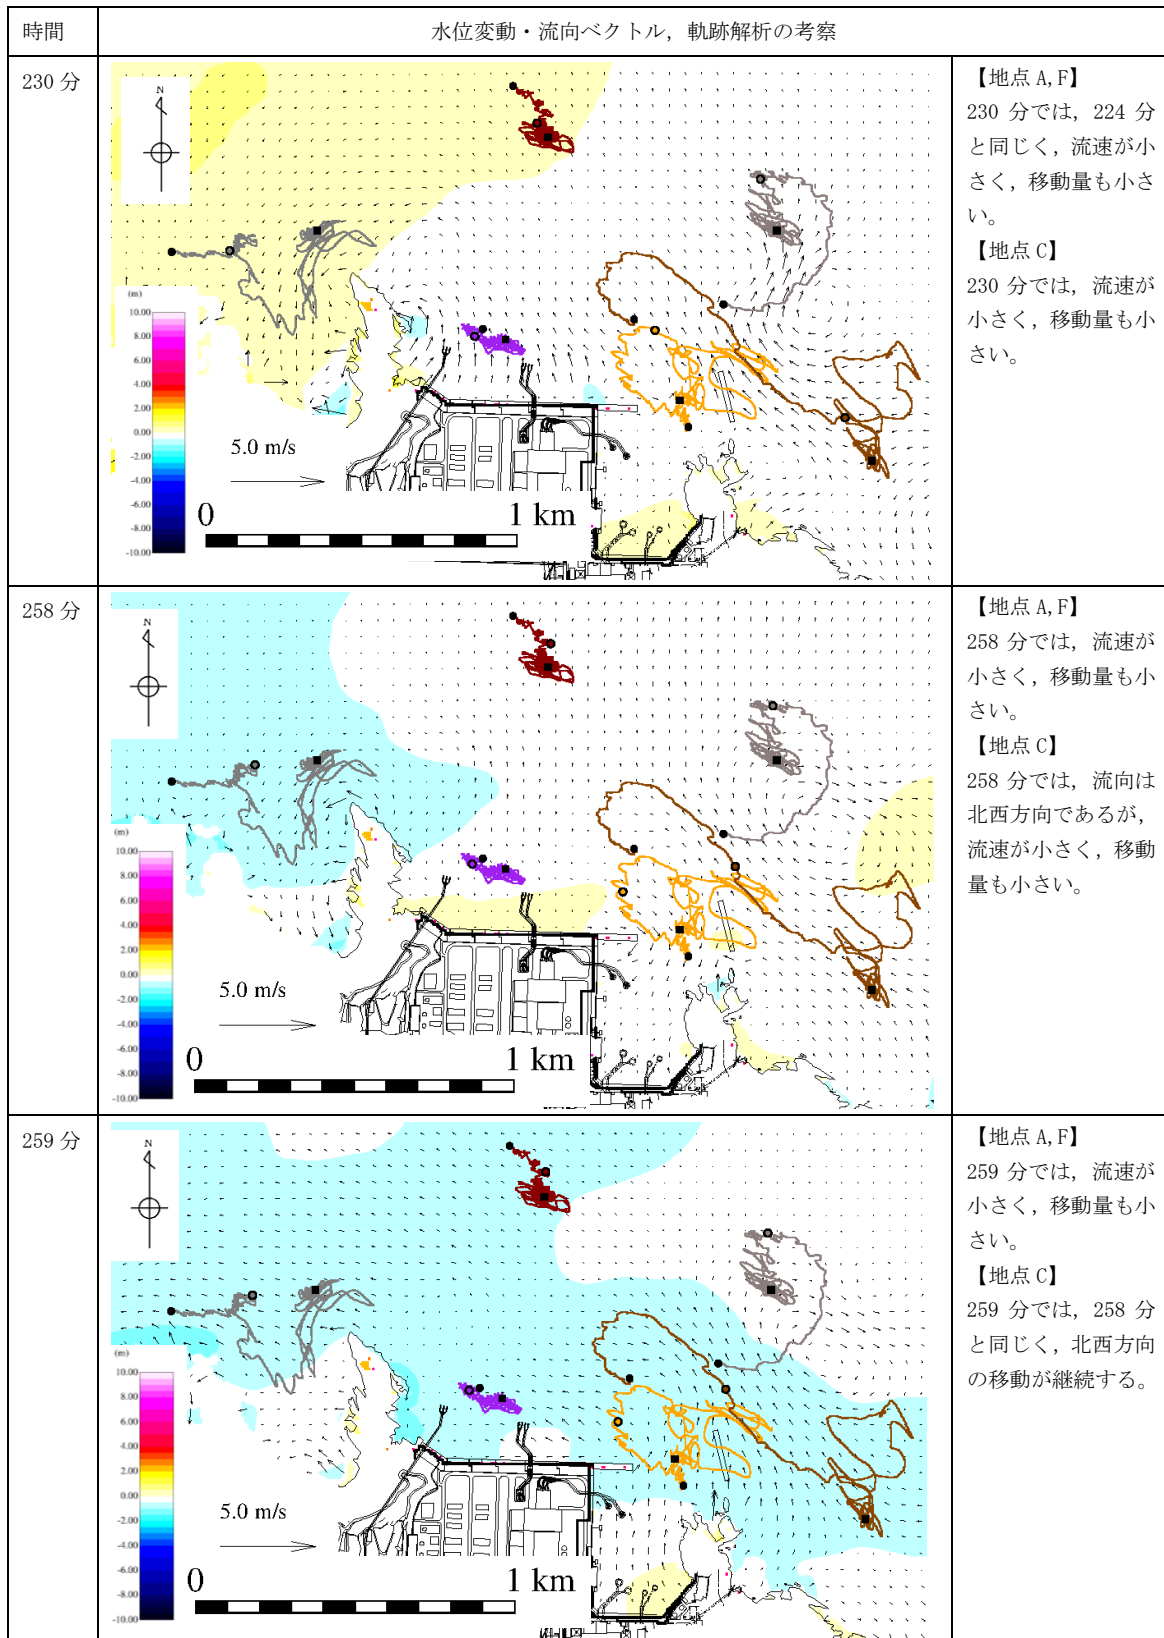 時間
水位変動・流向ベクトル，軌跡解析の考察
230 分
N
(m)
10.00
8.00
6.00
4.00
2.00
0.00
-2.00
-4.00
-6.00
-8.00
-10.00
5.0 m/s
0
1 km
【地点 A,F】
230 分では，224 分
と同じく，流速が小
さく，移動量も小さ
い。
【地点 C】
230 分では，流速が
小さく，移動量も小
さい。
258 分
N
(m)
10.00
8.00
6.00
4.00
2.00
0.00
-2.00
-4.00
-6.00
-8.00
-10.00
5.0 m/s
0
1 km
【地点 A,F】
258 分では，流速が
小さく，移動量も小
さい。
【地点 C】
258 分では，流向は
北西方向であるが，
流速が小さく，移動
量も小さい。
259 分
N
(m)
10.00
8.00
6.00
4.00
2.00
0.00
-2.00
-4.00
-6.00
-8.00
-10.00
5.0 m/s
0
1 km
【地点 A,F】
259 分では，流速が
小さく，移動量も小
さい。
【地点 C】
259 分では，258 分
と同じく，北西方向
の移動が継続する。